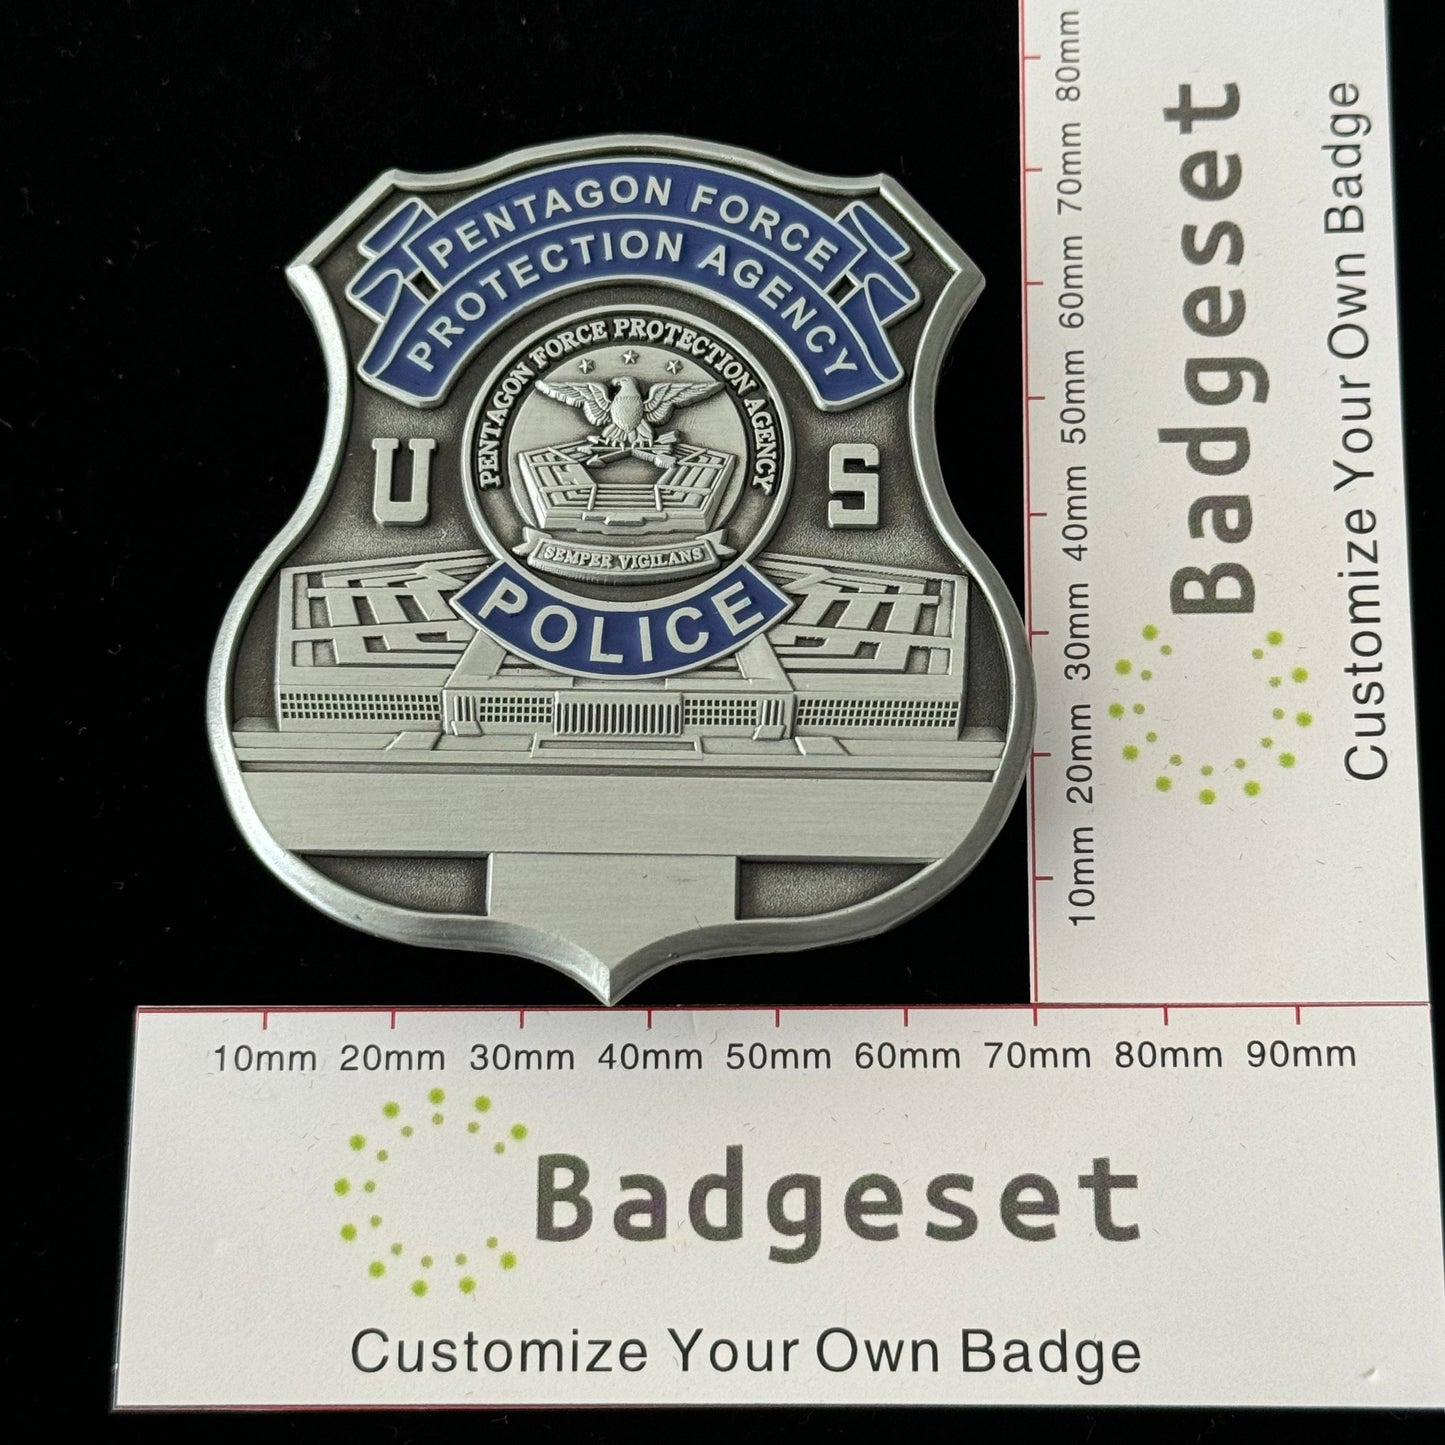 PENTAGON FORCE
PROTECTION AGENCY
PENTAGON FORCE PROTECTION AGENCY
U S
SEMPER VIGILANS
POLICE
80mm
70mm
60mm
50mm
40mm
30mm
20mm
10mm
Badgeset
Customize Your Own Badge
10mm 20mm 30mm 40mm 50mm 60mm 70mm 80mm 90mm
Badgeset
Customize Your Own Badge